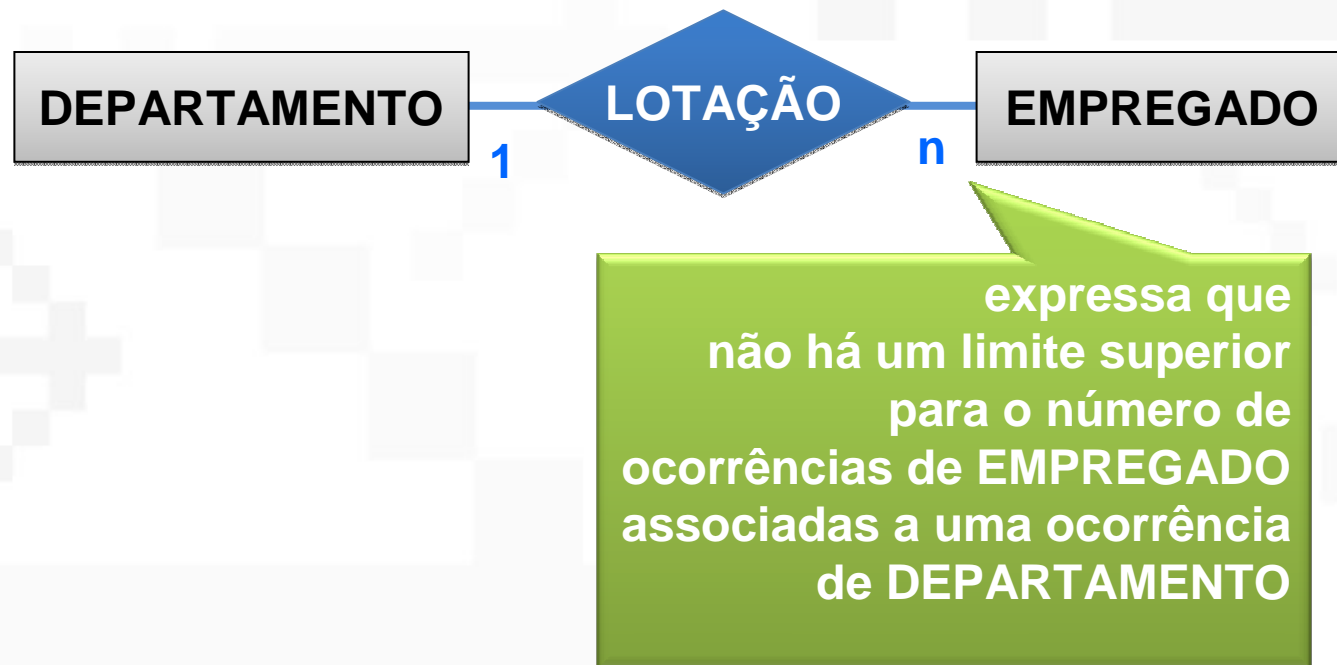 DEPARTAMENTO
LOTAÇÃO
EMPREGADO
1
n
expressa que
não há um limite superior
para o número de
ocorrências de EMPREGADO
associadas a uma ocorrência
de DEPARTAMENTO